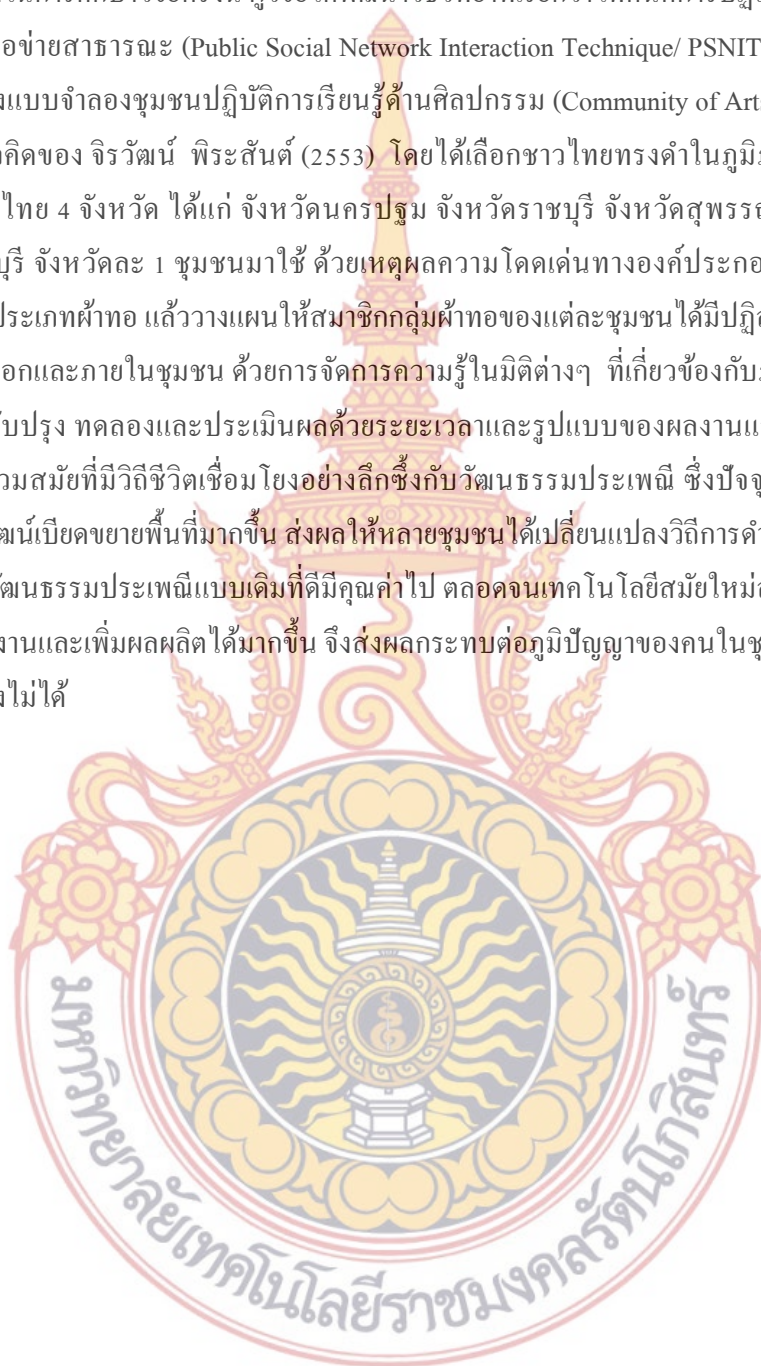 อข่ายสาธารณะ (Public Social Network Interaction Technique/ PSNIT
งแบบจำลองชุมชนปฏิบัติการเรียนรู้ด้านศิลปกรรม (Community of Art
คิดของ จิรวัฒน์ พิระสันต์ (2553) โดยได้เลือกชาวไทยทรงดำในภูมิ
ไทย 4 จังหวัด ได้แก่ จังหวัดนครปฐม จังหวัดราชบุรี จังหวัดสุพรรณ
บุรี จังหวัดละ 1 ชุมชนมาใช้ ด้วยเหตุผลความโดดเด่นทางองค์ประกอ
ประเภทผ้าทอ แล้ววางแผนให้สมาชิกกลุ่มผ้าทอของแต่ละชุมชนได้มีปฏิส
อกและภายในชุมชน ด้วยการจัดการความรู้ในมิติต่างๆ ที่เกี่ยวข้องกับ
ับปรุง ทดลองและประเมินผลด้วยระยะเวลาและรูปแบบของผลงานแ
วมสมัยที่มีวิถีชีวิตเชื่อมโยงอย่างลึกซึ้งกับวัฒนธรรมประเพณี ซึ่งปัจจุ
ฒน์เบียดขยายพื้นที่มากขึ้น ส่งผลให้หลายชุมชนได้เปลี่ยนแปลงวิถีการดำ
วัฒนธรรมประเพณีแบบเดิมที่ดีมีคุณค่าไป ตลอดจนเทคโนโลยีสมัยใหม่ส
งานและเพิ่มผลผลิตได้มากขึ้น จึงส่งผลกระทบต่อภูมิปัญญาของคนในชุ
งไม่ได้
มหาวิทยาลัยเทคโนโลยีราชมงคลรัตนโกสินทร์